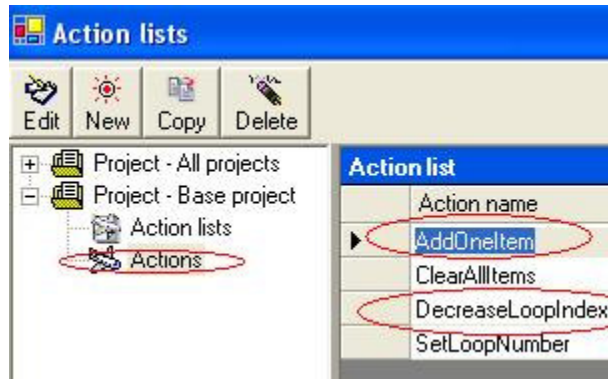 Action lists
Edit New Copy Delete
Project - All projects
Project - Base project
Action lists
Actions
Action list
Action name
AddOneItem
ClearAllItems
DecreaseLoopIndex
SetLoopNumber